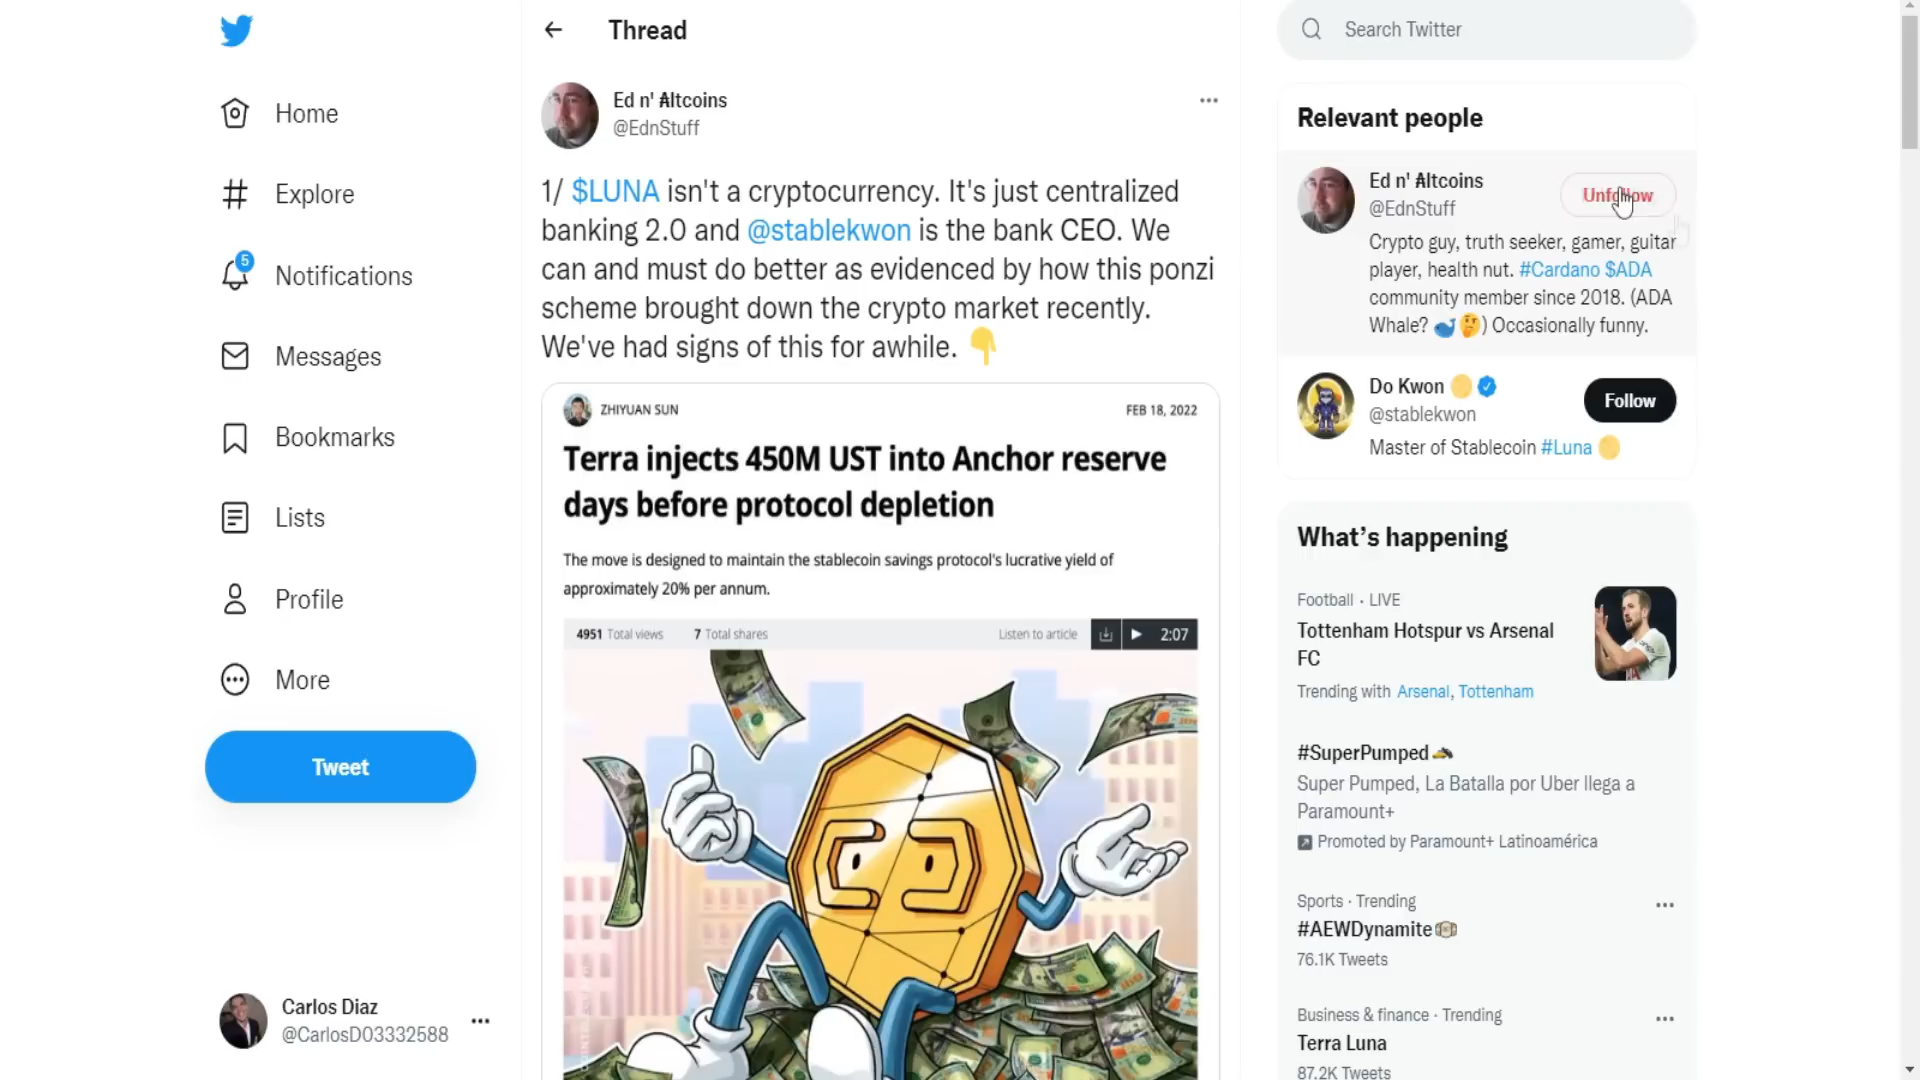 Home
Explore
5
Notifications
Messages
Bookmarks
Lists
Profile
More
Tweet
Carlos Diaz
@CarlosD03332588
Thread
Ed n' ₳ltcoins
@EdnStuff
1/ $LUNA isn't a cryptocurrency. It's just centralized
banking 2.0 and @stablekwon is the bank CEO. We
can and must do better as evidenced by how this ponzi
scheme brought down the crypto market recently.
We've had signs of this for awhile. 👇
ZHIYUAN SUN
FEB 18, 2022
Terra injects 450M UST into Anchor reserve
days before protocol depletion
The move is designed to maintain the stablecoin savings protocol's lucrative yield of
approximately 20% per annum.
4951 Total views 7 Total shares Listen to article 2:07
Search Twitter
Relevant people
Ed n' ₳ltcoins
@EdnStuff
Unfollow
Crypto guy, truth seeker, gamer, guitar
player, health nut. #Cardano $ADA
community member since 2018. (ADA
Whale? 🐋🤔) Occasionally funny.
Do Kwon
@stablekwon
Follow
Master of Stablecoin #Luna
What's happening
Football · LIVE
Tottenham Hotspur vs Arsenal
FC
Trending with Arsenal, Tottenham
#SuperPumped
Super Pumped, La Batalla por Uber llega a
Paramount+
Promoted by Paramount+ Latinoamérica
Sports · Trending
#AEWDynamite
76.1K Tweets
Business & finance · Trending
Terra Luna
87.2K Tweets